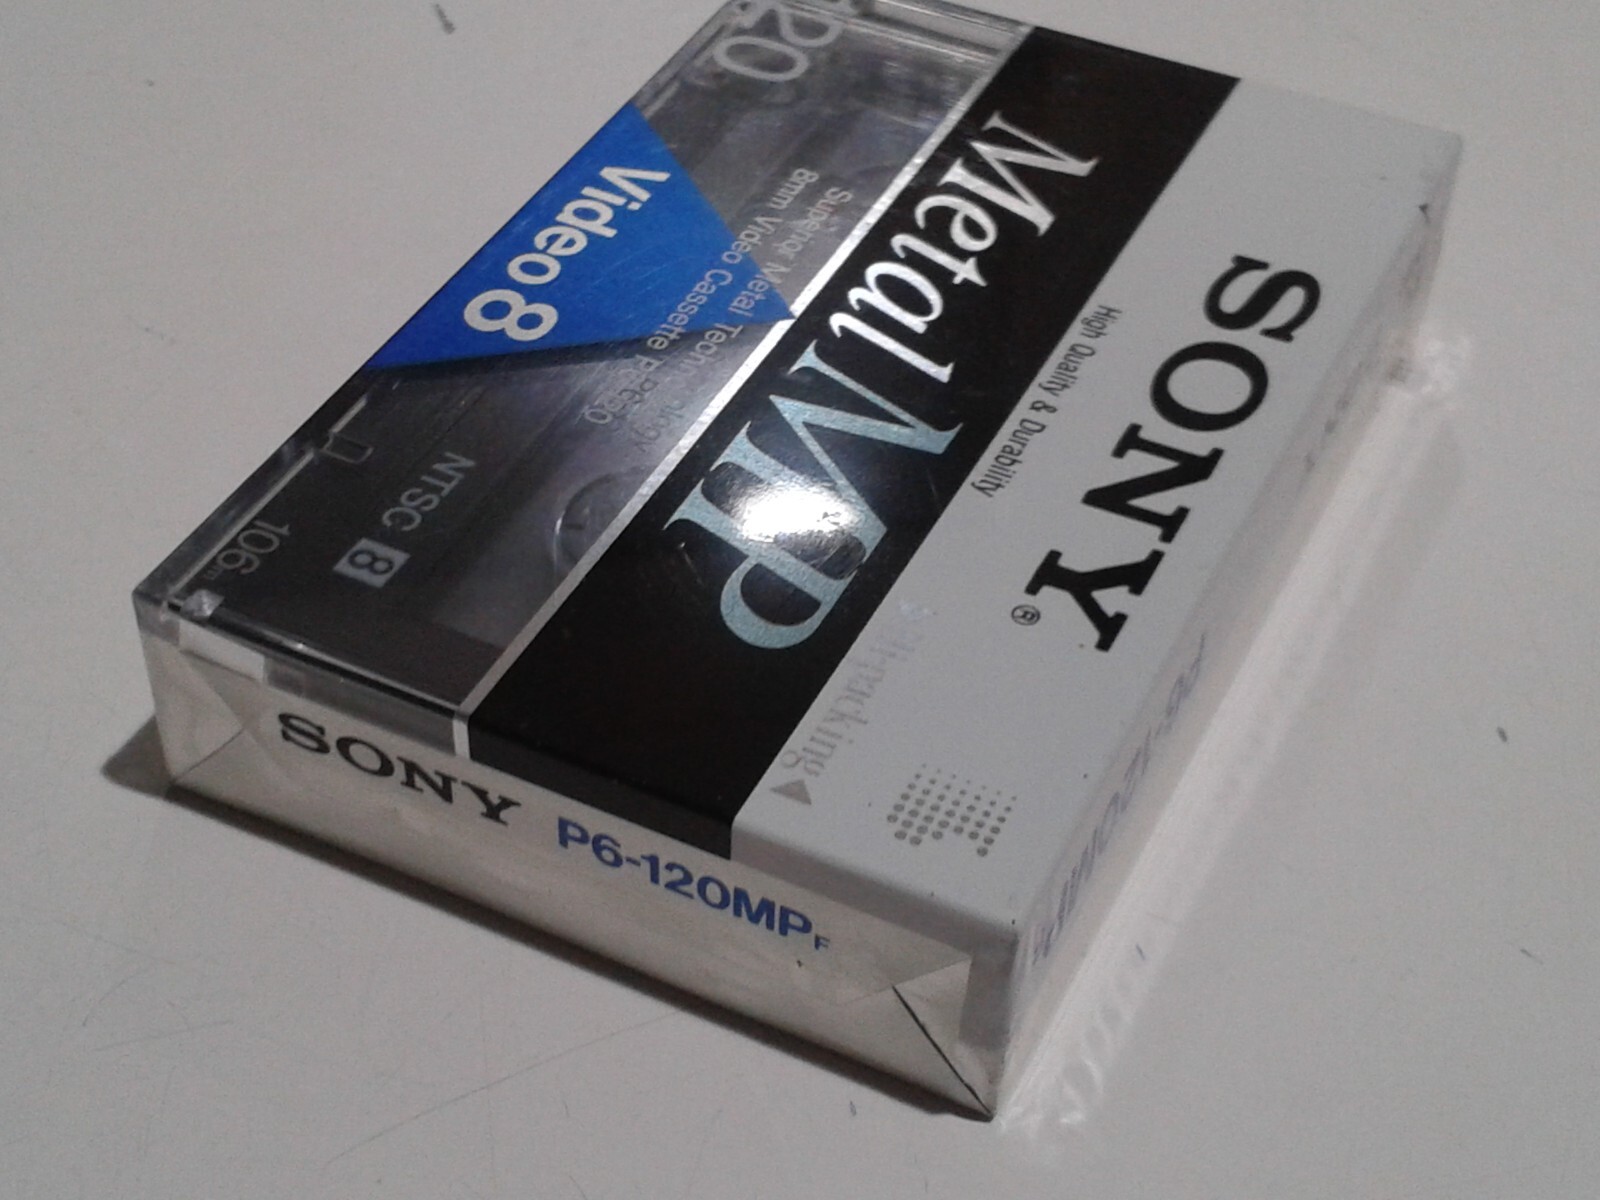 SONY®
High Quality & Durability
Metal MP
120
Superior Metal Technology
8mm Video Cassette
Video 8
NTSC 8
106m
SONY P6-120MPF
P6-120MP